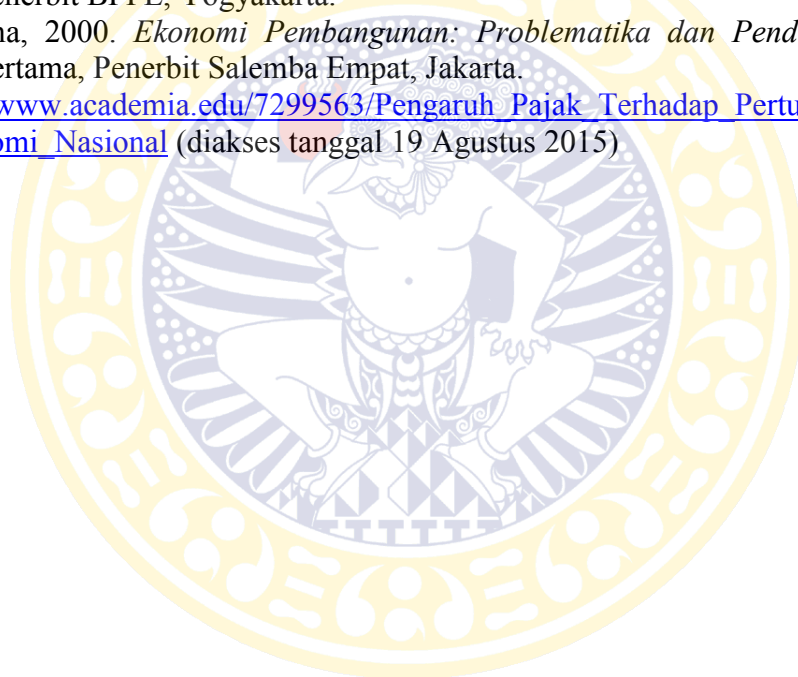 enerbit BPFE, Yogyakarta.
na, 2000. Ekonomi Pembangunan: Problematika dan Pend
ertama, Penerbit Salemba Empat, Jakarta.
www.academia.edu/7299563/Pengaruh_Pajak_Terhadap_Pertu
omi_Nasional (diakses tanggal 19 Agustus 2015)